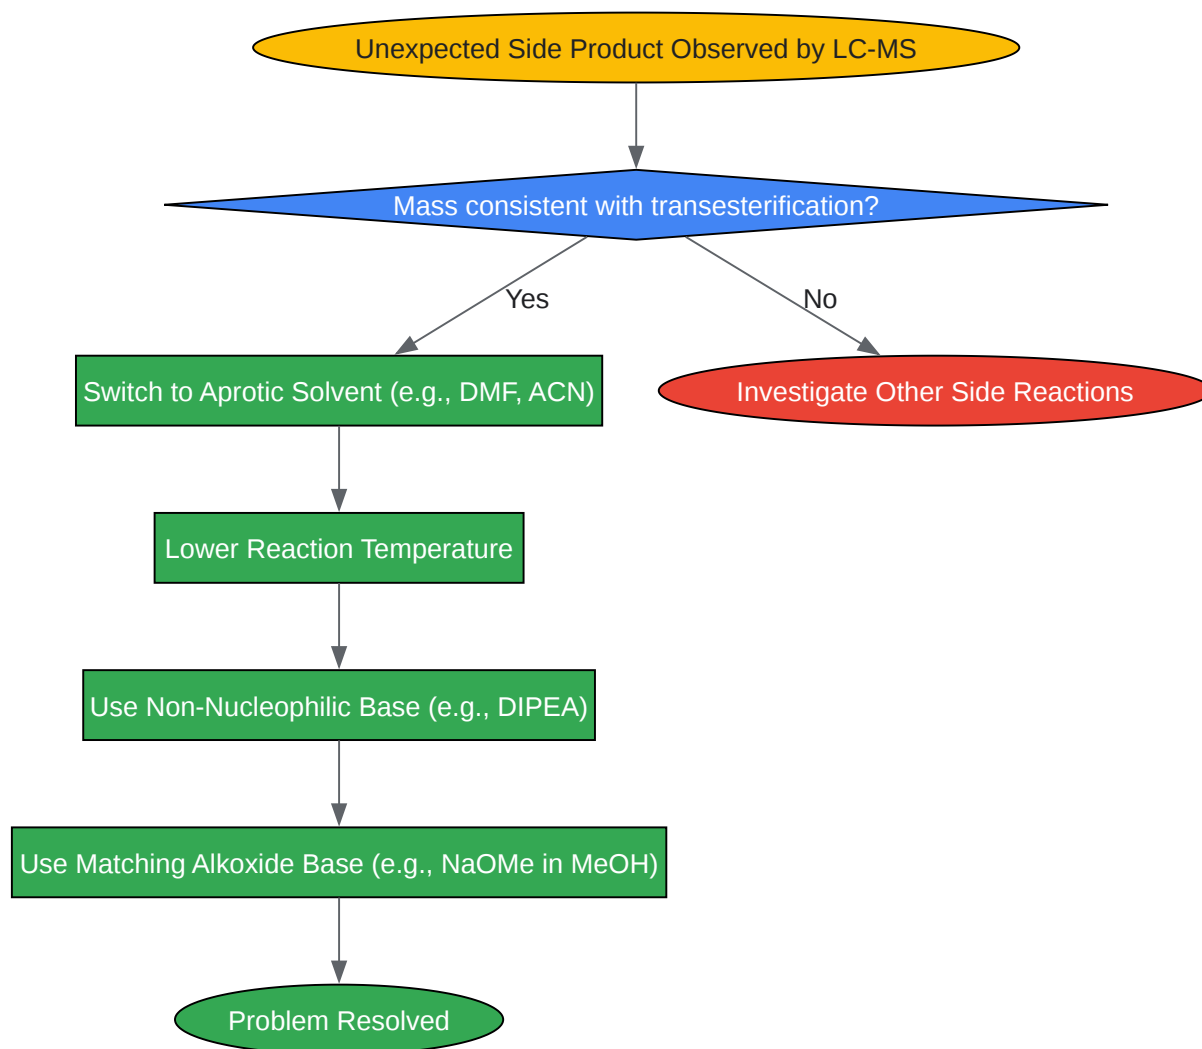 Unexpected Side Product Observed by LC-MS
Mass consistent with transesterification?
Yes
No
Switch to Aprotic Solvent (e.g., DMF, ACN)
Investigate Other Side Reactions
Lower Reaction Temperature
Use Non-Nucleophilic Base (e.g., DIPEA)
Use Matching Alkoxide Base (e.g., NaOMe in MeOH)
Problem Resolved